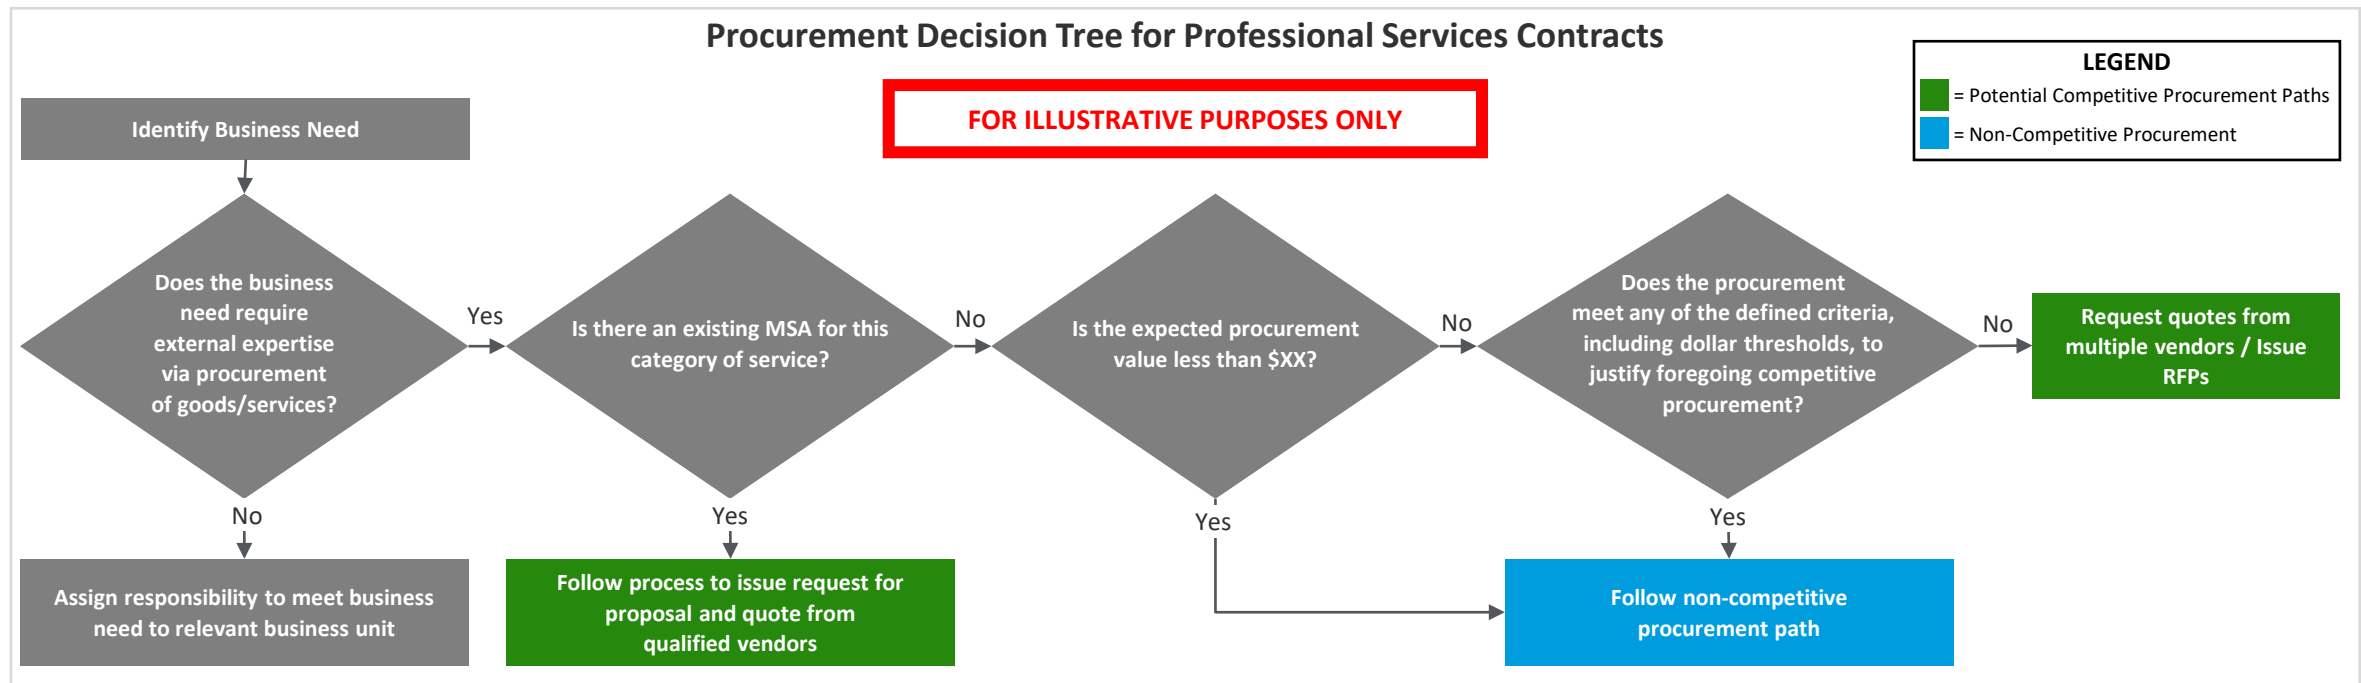 Procurement Decision Tree for Professional Services Contracts
FOR ILLUSTRATIVE PURPOSES ONLY
LEGEND
= Potential Competitive Procurement Paths
= Non-Competitive Procurement
Identify Business Need
Does the business
need require
external expertise
via procurement
of goods/services?
Yes
No
Assign responsibility to meet business
need to relevant business unit
Is there an existing MSA for this
category of service?
No
Yes
Follow process to issue request for
proposal and quote from
qualified vendors
Is the expected procurement
value less than $XX?
No
Yes
Does the procurement
meet any of the defined criteria,
including dollar thresholds, to
justify foregoing competitive
procurement?
No
Yes
Follow non-competitive
procurement path
Request quotes from
multiple vendors / Issue
RFPs